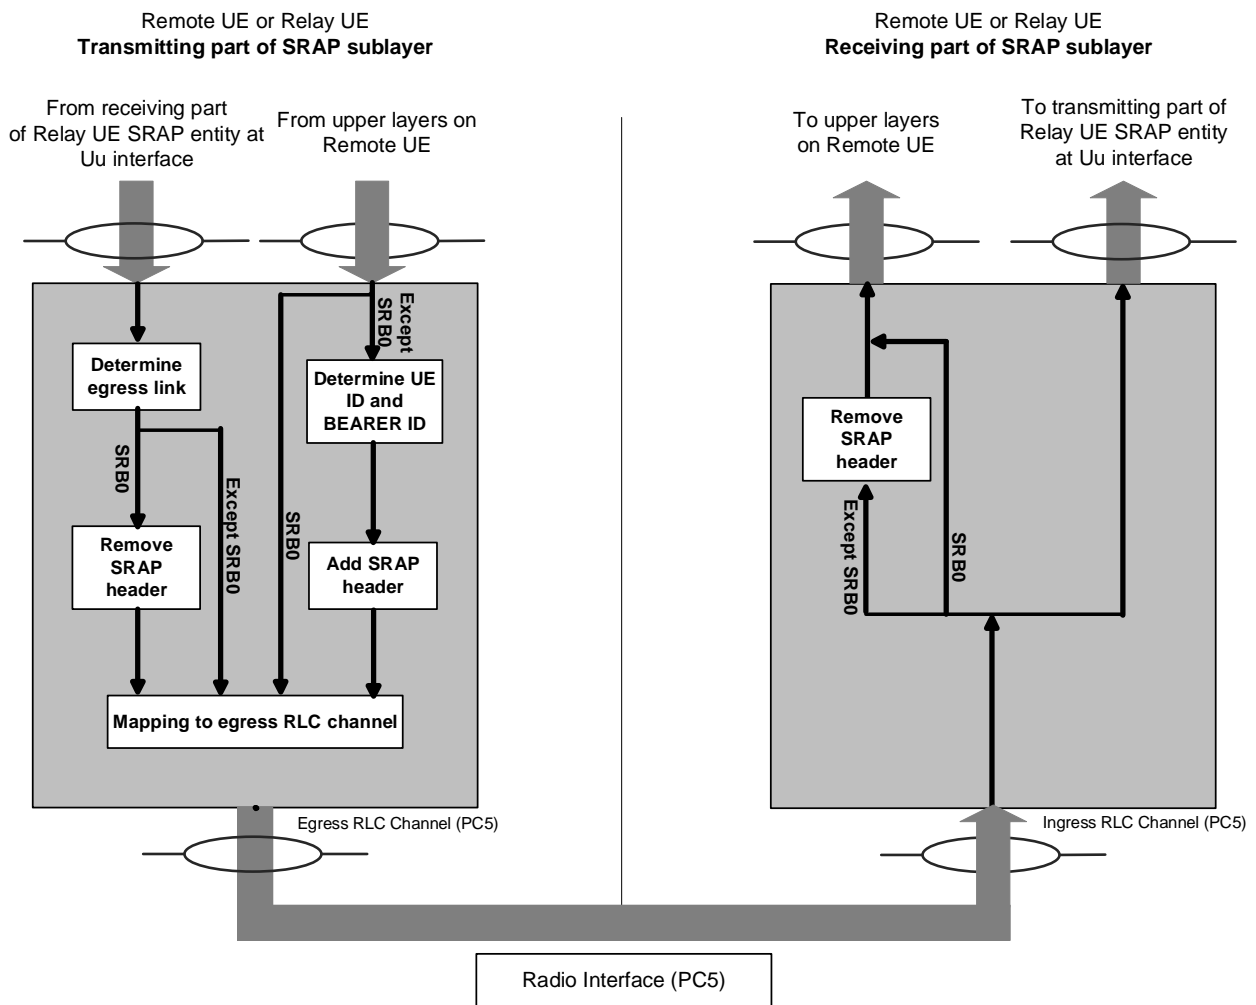 Remote UE or Relay UE
Transmitting part of SRAP sublayer
From receiving part
of Relay UE SRAP entity at
Uu interface
From upper layers on
Remote UE
Except
SRB0
Determine
egress link
Determine UE
ID and
BEARER ID
SRB0
Except SRB0
SRB0
Remove
SRAP
header
Add SRAP
header
Mapping to egress RLC channel
Egress RLC Channel (PC5)
Remote UE or Relay UE
Receiving part of SRAP sublayer
To upper layers
on Remote UE
To transmitting part of
Relay UE SRAP entity
at Uu interface
Remove
SRAP
header
Except SRB0
SRB0
Ingress RLC Channel (PC5)
Radio Interface (PC5)